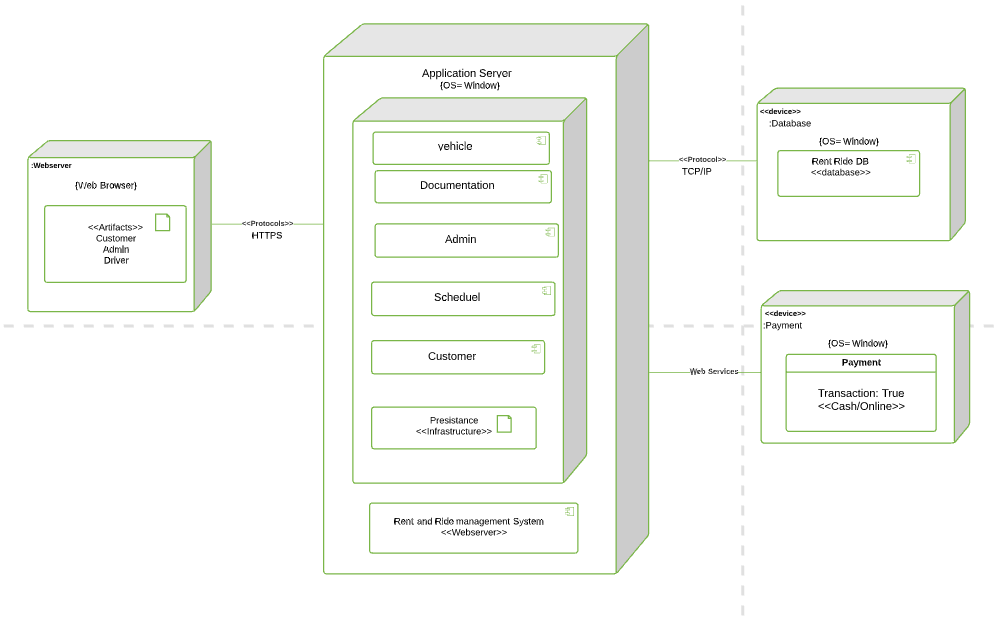 :Webserver
{Web Browser}
<<Artifacts>>
Customer
Admin
Driver
<<Protocols>>
HTTPS
Application Server
{OS= Window}
vehicle
Documentation
Admin
Scheduel
Customer
Presistance
<<Infrastructure>>
Rent and Ride management System
<<Webserver>>
<<Protocol>>
TCP/IP
Web Services
<<device>>
:Database
{OS= Window}
Rent Ride DB
<<database>>
<<device>>
:Payment
{OS= Window}
Payment
Transaction: True
<<Cash/Online>>